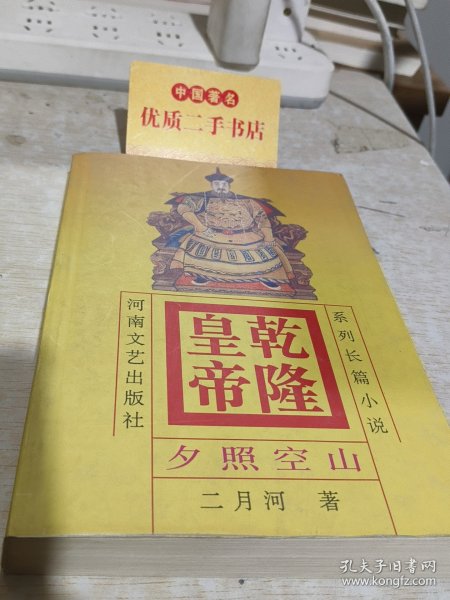 中国著名
优质二手书店
河南文艺出版社
乾隆
皇帝
系列长篇小说
夕照空山
二月河 著
孔夫子旧书网
www.kongfz.com